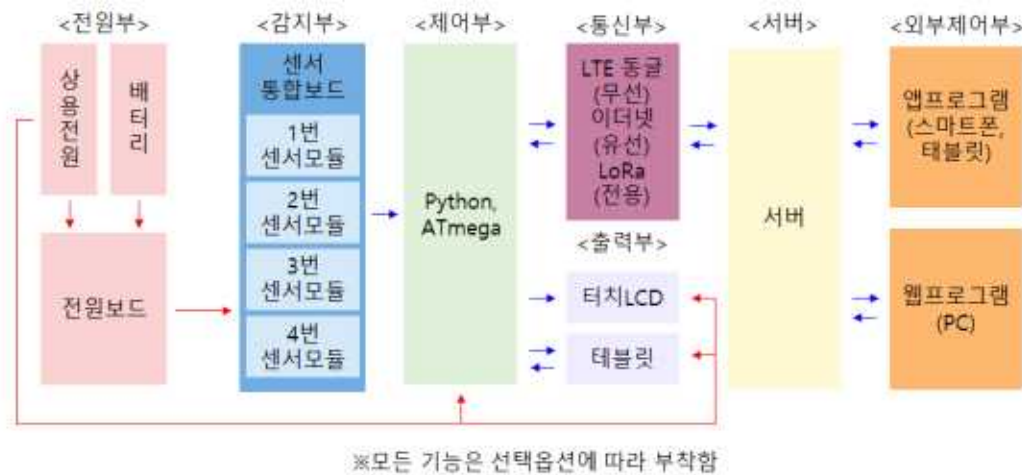 <전원부>
상용전원
배터리
전원보드
<감지부>
센서
통합보드
1번
센서모듈
2번
센서모듈
3번
센서모듈
4번
센서모듈
<제어부>
Python,
ATmega
<통신부>
LTE 동글
(무선)
이더넷
(유선)
LoRa
(전용)
<출력부>
터치LCD
테블릿
<서버>
서버
<외부제어부>
앱프로그램
(스마트폰,
태블릿)
웹프로그램
(PC)
※모든 기능은 선택옵션에 따라 부착함